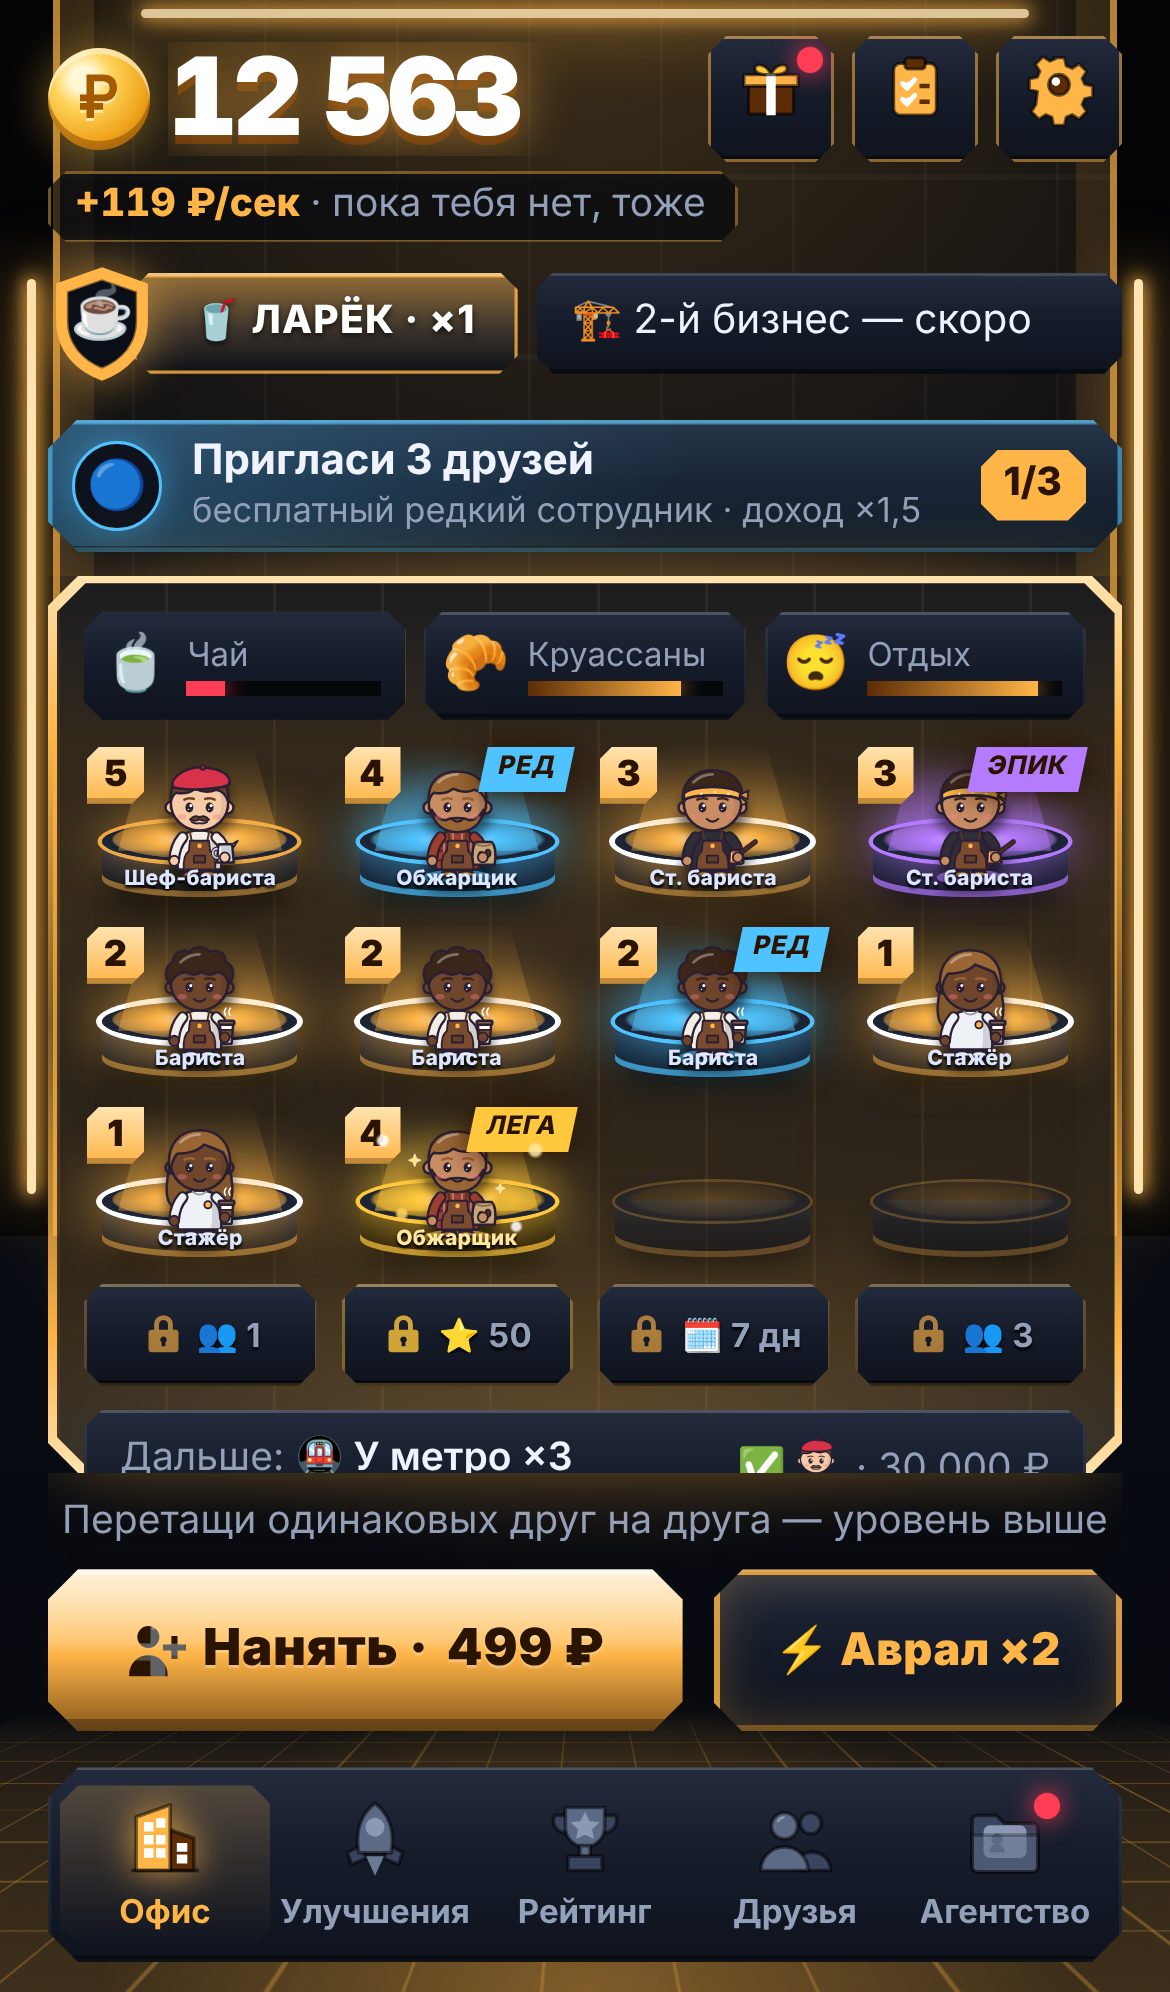 ₽ 12 563
+119 ₽/сек · пока тебя нет, тоже
ЛАРЁК · ×1
2-й бизнес — скоро
Пригласи 3 друзей
бесплатный редкий сотрудник · доход ×1,5
1/3
Чай
Круассаны
Отдых
5
4 РЕД
3
3 ЭПИК
Шеф-бариста
Обжарщик
Ст. бариста
Ст. бариста
2
2
2 РЕД
1
Бариста
Бариста
Бариста
Стажёр
1
4 ЛЕГА
Стажёр
Обжарщик
1
50
7 дн
3
Дальше: У метро ×3
· 30 000 ₽
Перетащи одинаковых друг на друга — уровень выше
Нанять · 499 ₽
Аврал ×2
Офис
Улучшения
Рейтинг
Друзья
Агентство